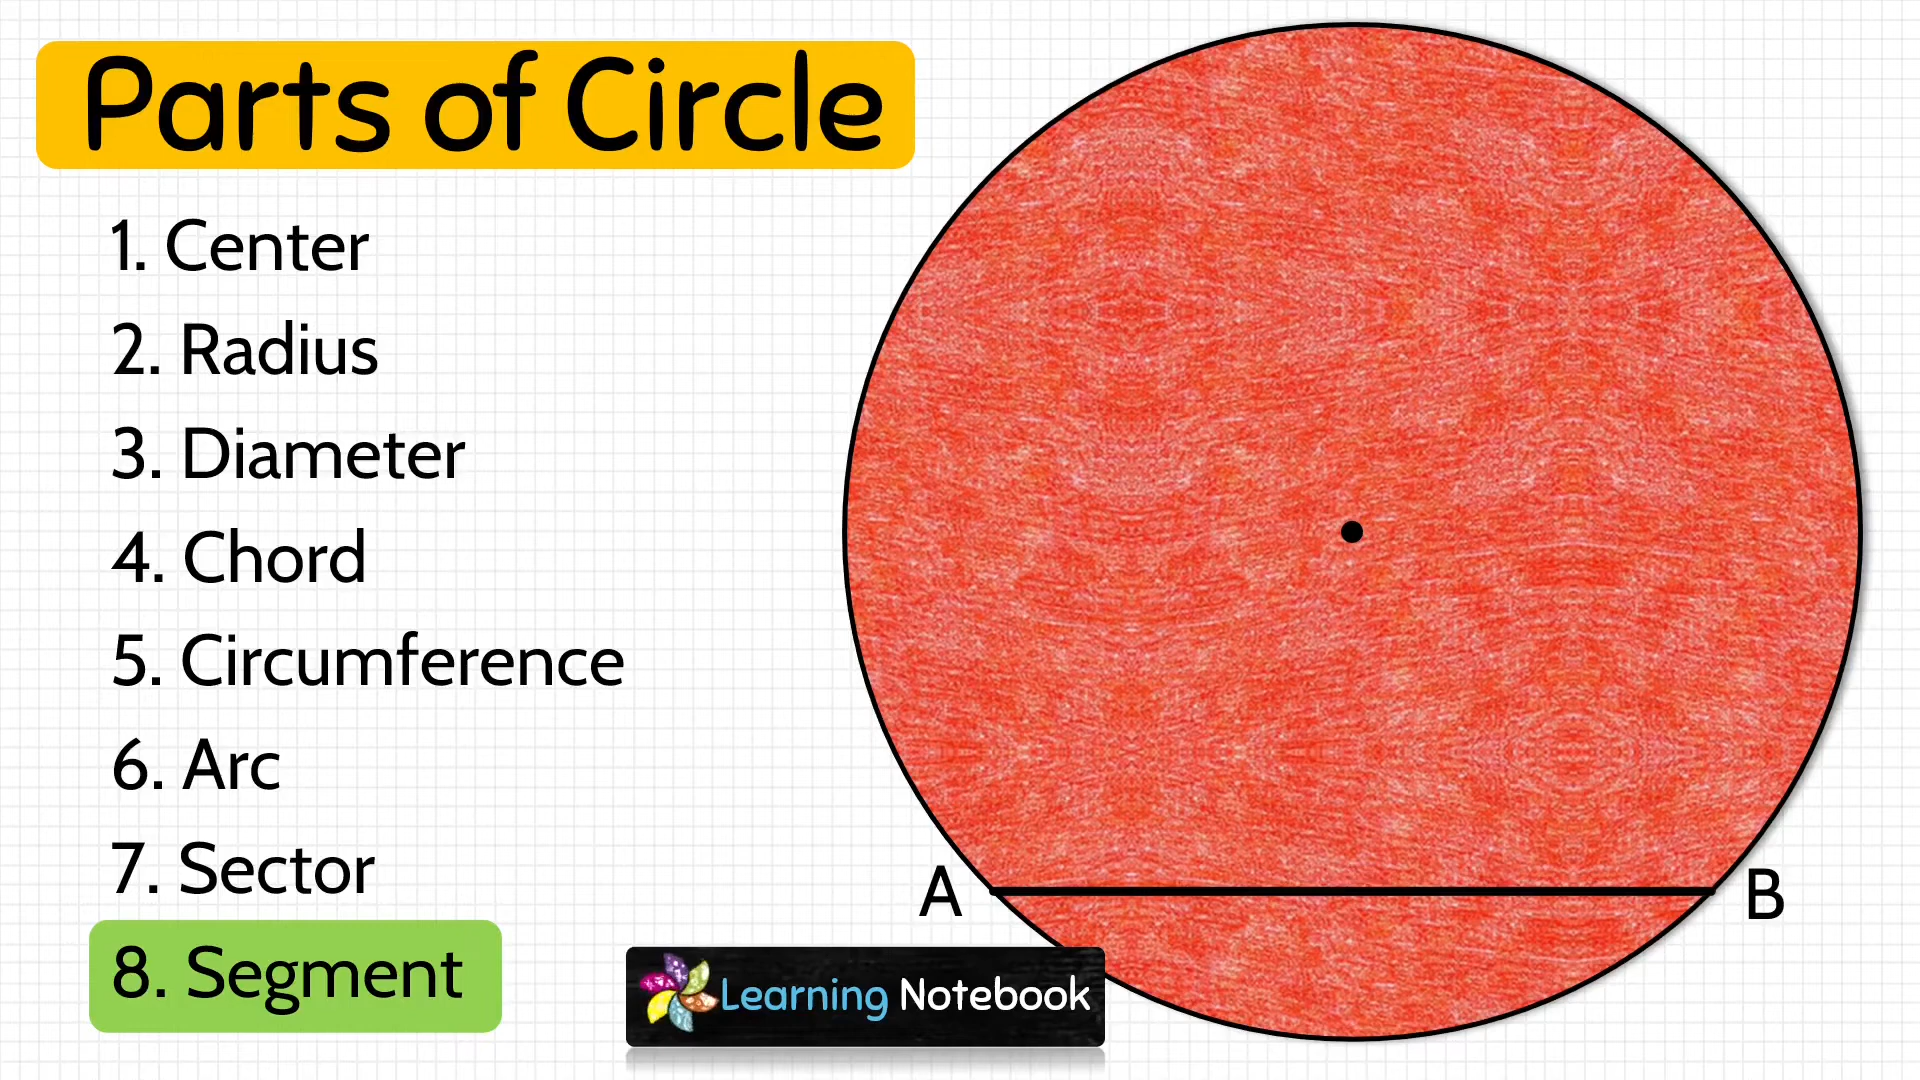 Parts of Circle
1. Center
2. Radius
3. Diameter
4. Chord
5. Circumference
6. Arc
7. Sector
8. Segment
A
B
Learning Notebook